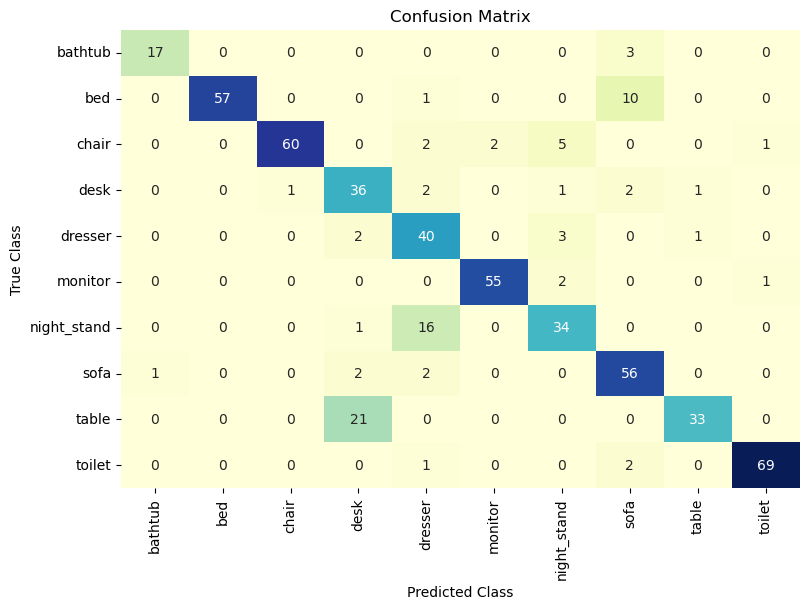 Confusion Matrix
True Class
bathtub 17 0 0 0 0 0 0 3 0 0
bed 0 57 0 0 1 0 0 10 0 0
chair 0 0 60 0 2 2 5 0 0 1
desk 0 0 1 36 2 0 1 2 1 0
dresser 0 0 0 2 40 0 3 0 1 0
monitor 0 0 0 0 0 55 2 0 0 1
night_stand 0 0 0 1 16 0 34 0 0 0
sofa 1 0 0 2 2 0 0 56 0 0
table 0 0 0 21 0 0 0 0 33 0
toilet 0 0 0 0 1 0 0 2 0 69
bathtub bed chair desk dresser monitor night_stand sofa table toilet
Predicted Class